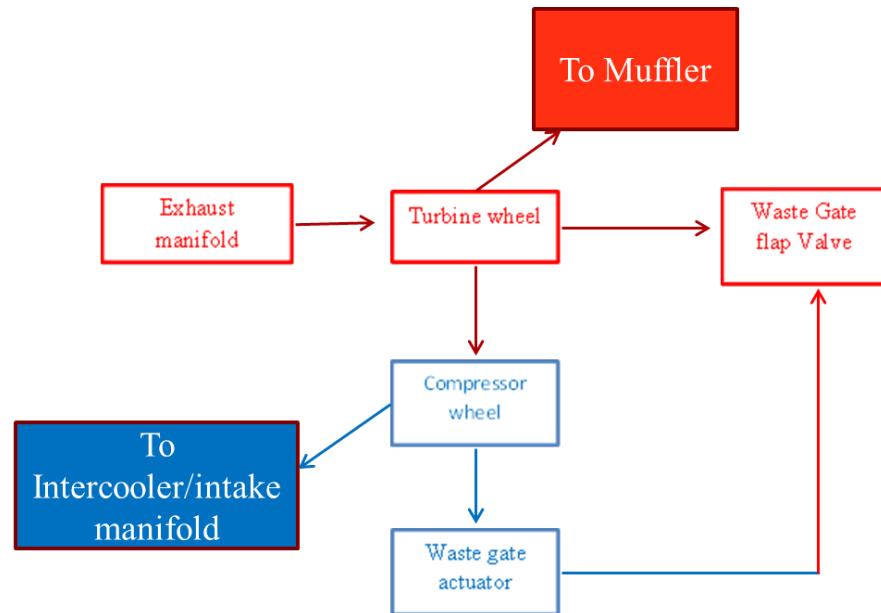 To Muffler
Exhaust
manifold
Turbine wheel
Waste Gate
flap Valve
Compressor
wheel
To
Intercooler/intake
manifold
Waste gate
actuator